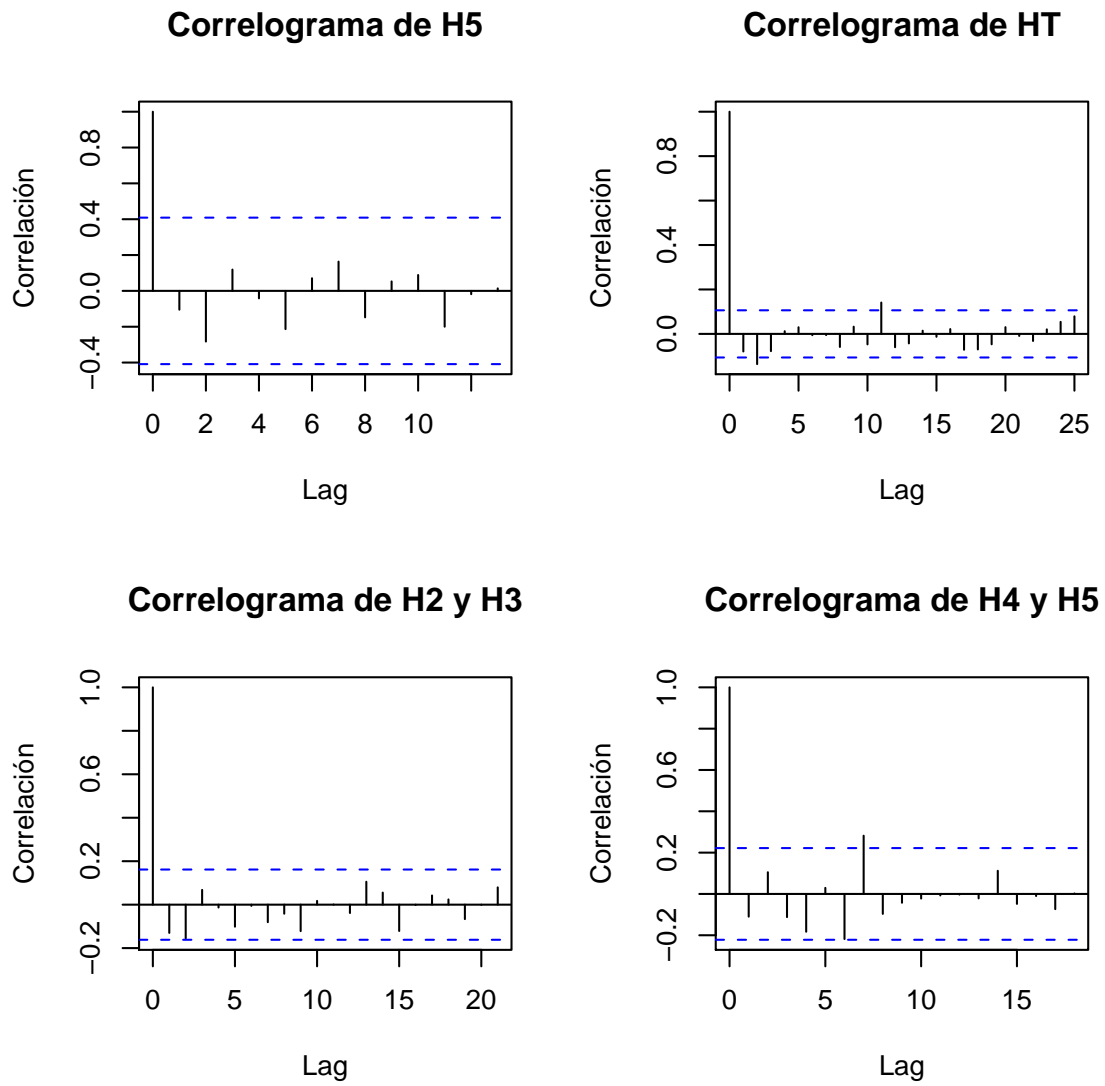 Correlograma de H5
Correlación
−0.4 0.0 0.4 0.8
0 2 4 6 8 10
Lag
Correlograma de HT
Correlación
0.0 0.4 0.8
0 5 10 15 20 25
Lag
Correlograma de H2 y H3
Correlación
−0.2 0.2 0.6 1.0
0 5 10 15 20
Lag
Correlograma de H4 y H5
Correlación
−0.2 0.2 0.6 1.0
0 5 10 15
Lag